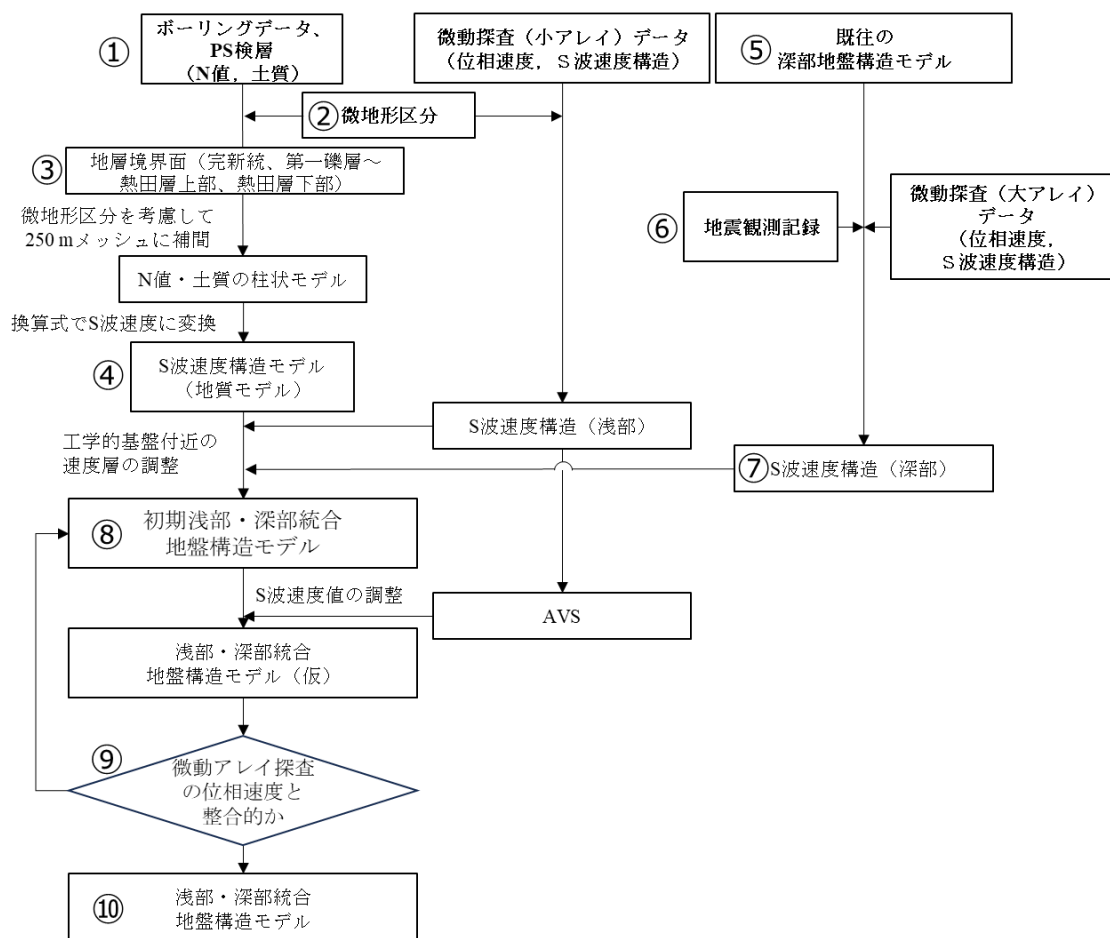 ①
ボーリングデータ、
PS検層
（N値，土質）
微動探査（小アレイ）データ
（位相速度，Ｓ波速度構造）
⑤
既往の
深部地盤構造モデル
②微地形区分
③
地層境界面（完新統、第一礫層～
熱田層上部、熱田層下部）
微地形区分を考慮して
250 mメッシュに補間
⑥
地震観測記録
微動探査（大アレイ）
データ
（位相速度，
Ｓ波速度構造）
N値・土質の柱状モデル
換算式でS波速度に変換
④
S波速度構造モデル
（地質モデル）
S波速度構造（浅部）
工学的基盤付近の
速度層の調整
⑦S波速度構造（深部）
⑧
初期浅部・深部統合
地盤構造モデル
S波速度値の調整
AVS
浅部・深部統合
地盤構造モデル（仮）
⑨
微動アレイ探査
の位相速度と
整合的か
⑩
浅部・深部統合
地盤構造モデル